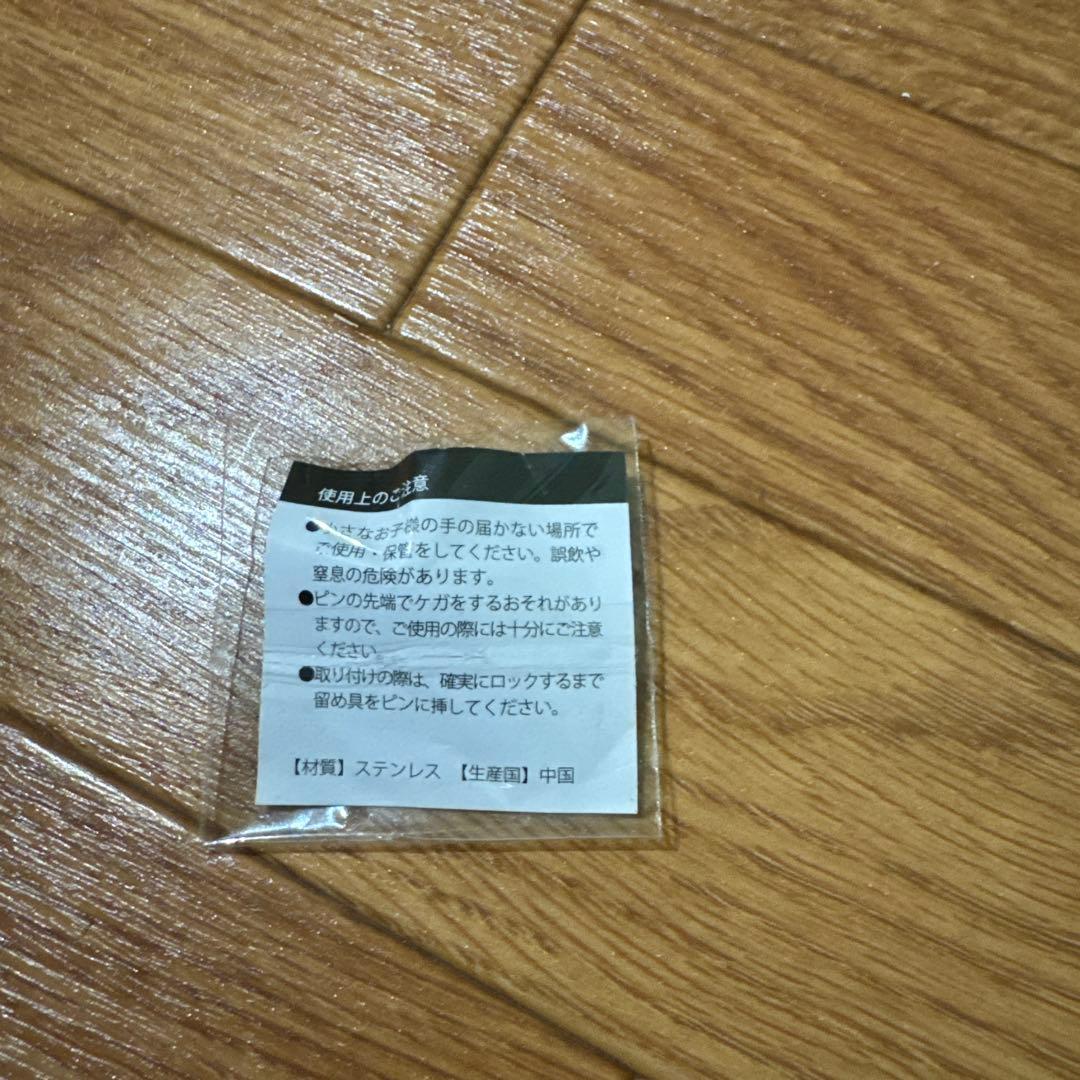 使用上のご注意
●小さなお子様の手の届かない場所で
ご使用・保管をしてください。誤飲や
窒息の危険があります。
●ピンの先端でケガをするおそれがあり
ますので、ご使用の際には十分にご注意
ください。
●取り付けの際は、確実にロックするまで
留め具をピンに挿してください。
【材質】ステンレス 【生産国】中国